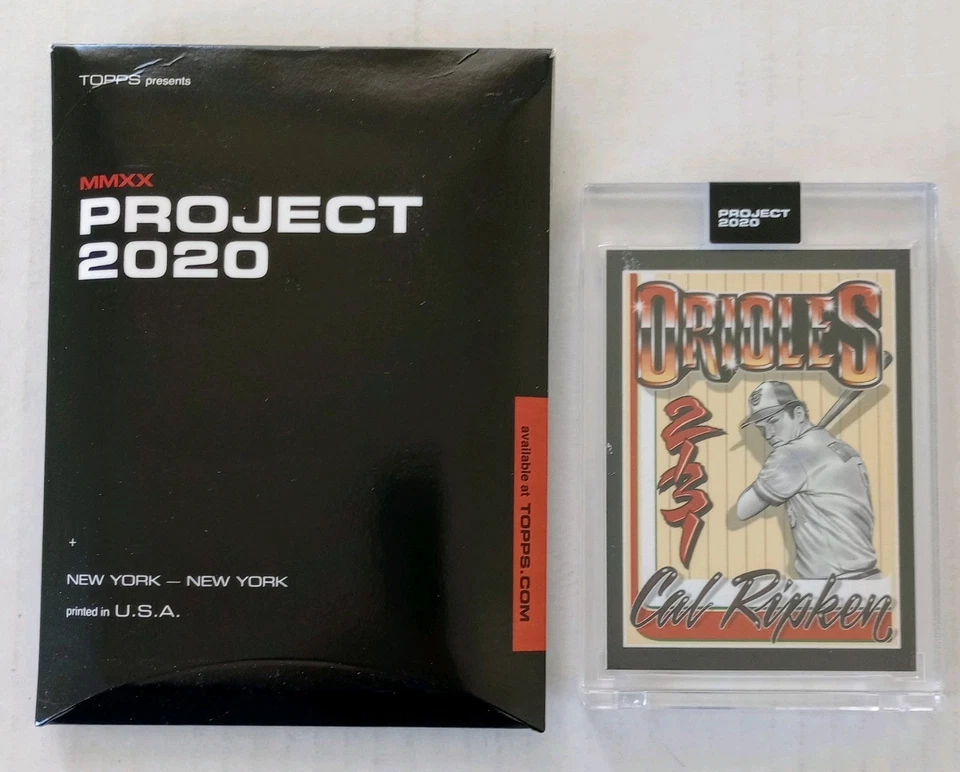 TOPPS presents
MMXX
PROJECT
2020
available at TOPPS.COM
+
NEW YORK – NEW YORK
printed in U.S.A.
PROJECT
2020
ORIOLES
2131
Cal Ripken